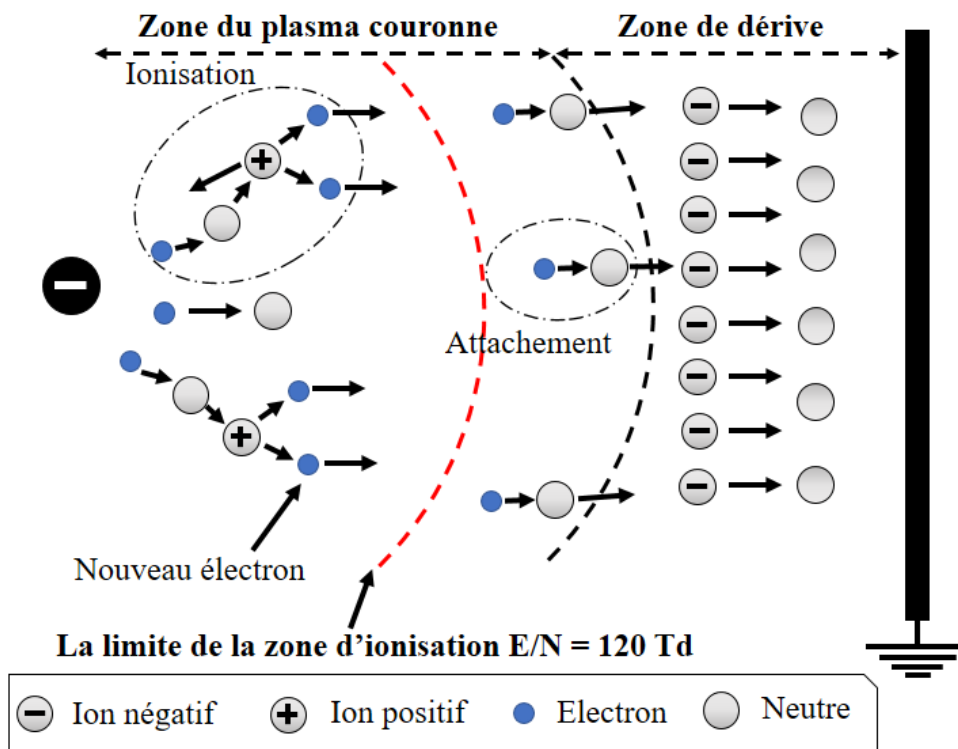 Zone du plasma couronne
Zone de dérive
Ionisation
Attachement
Nouveau électron
La limite de la zone d’ionisation E/N = 120 Td
Ion négatif
Ion positif
Electron
Neutre